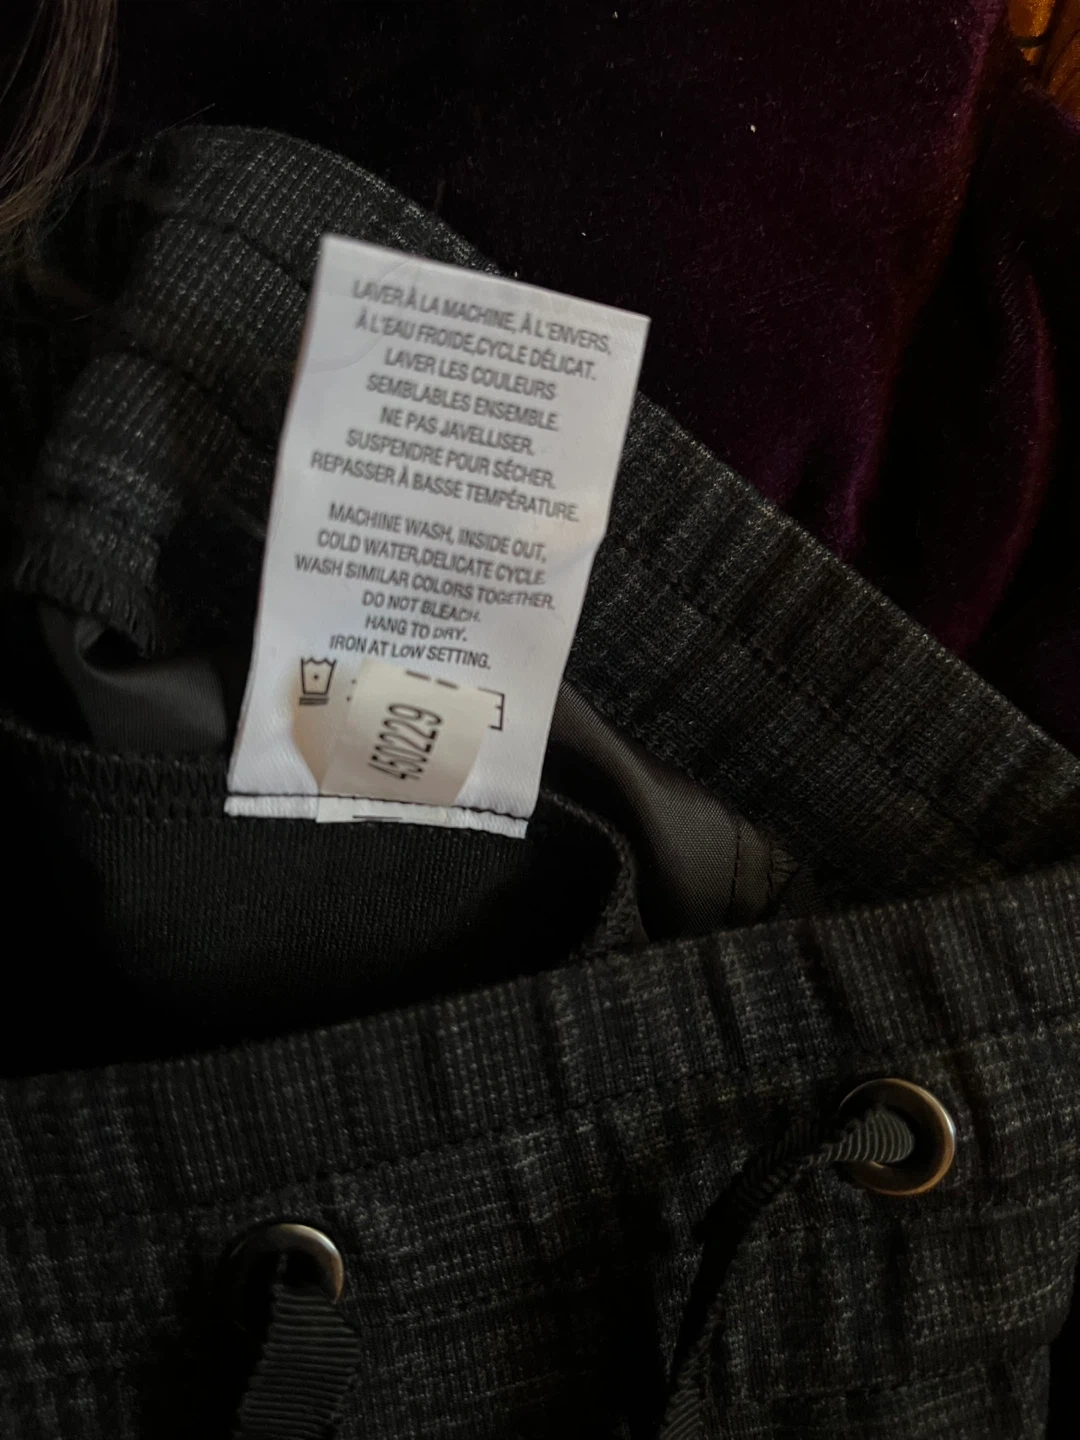 LAVER À LA MACHINE, À L'ENVERS,
À L'EAU FROIDE,CYCLE DÉLICAT.
LAVER LES COULEURS
SEMBLABLES ENSEMBLE.
NE PAS JAVELLISER.
SUSPENDRE POUR SÉCHER.
REPASSER À BASSE TEMPÉRATURE.
MACHINE WASH, INSIDE OUT,
COLD WATER,DELICATE CYCLE.
WASH SIMILAR COLORS TOGETHER.
DO NOT BLEACH.
HANG TO DRY.
IRON AT LOW SETTING.
450229